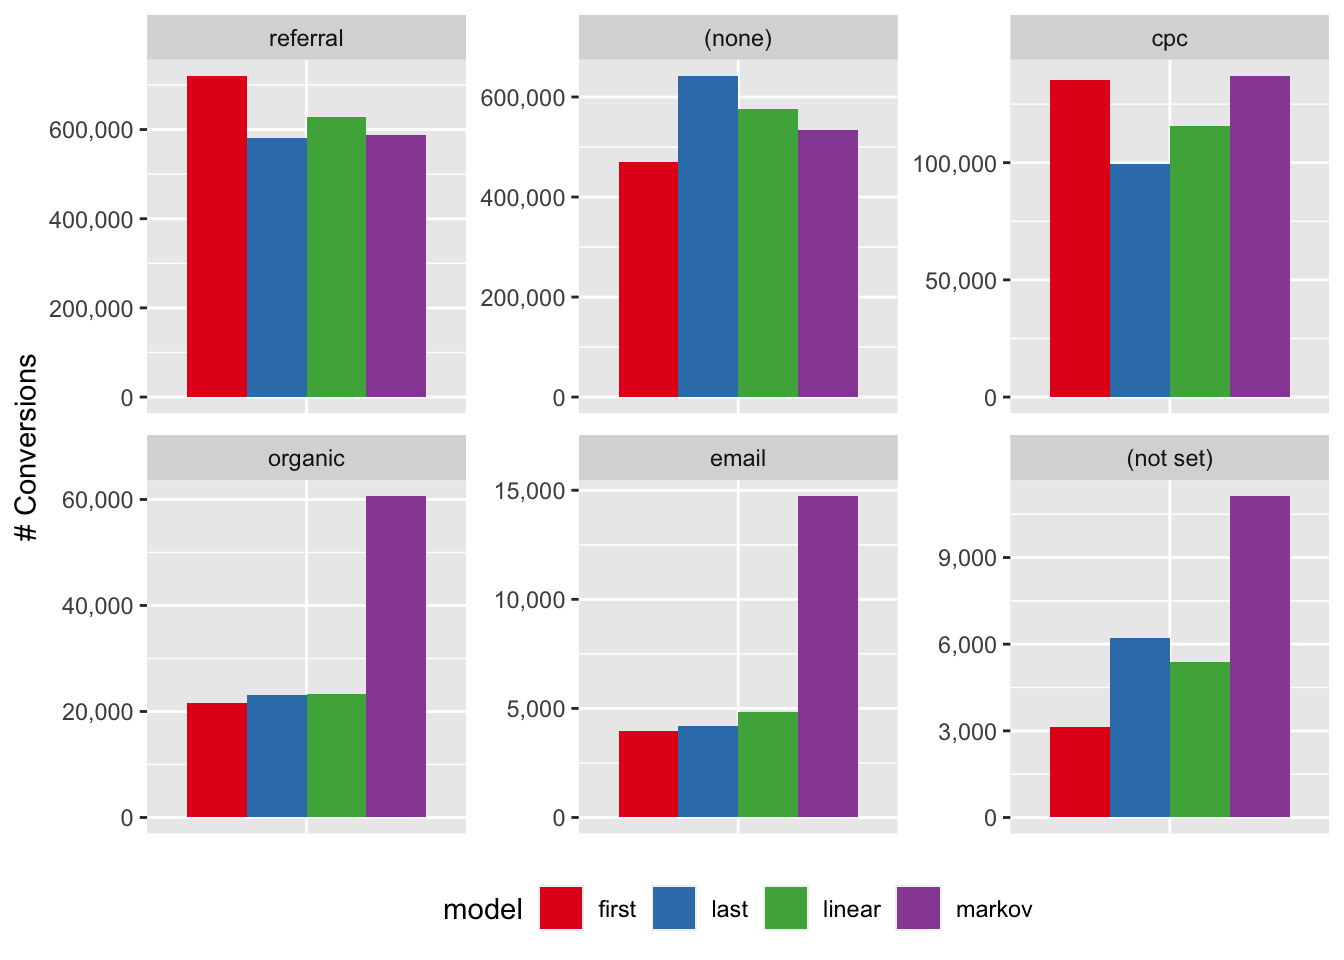 referral
(none)
cpc
600,000
400,000
200,000
0
600,000
400,000
200,000
0
100,000
50,000
0
# Conversions
organic
email
(not set)
60,000
40,000
20,000
0
15,000
10,000
5,000
0
9,000
6,000
3,000
0
model first last linear markov